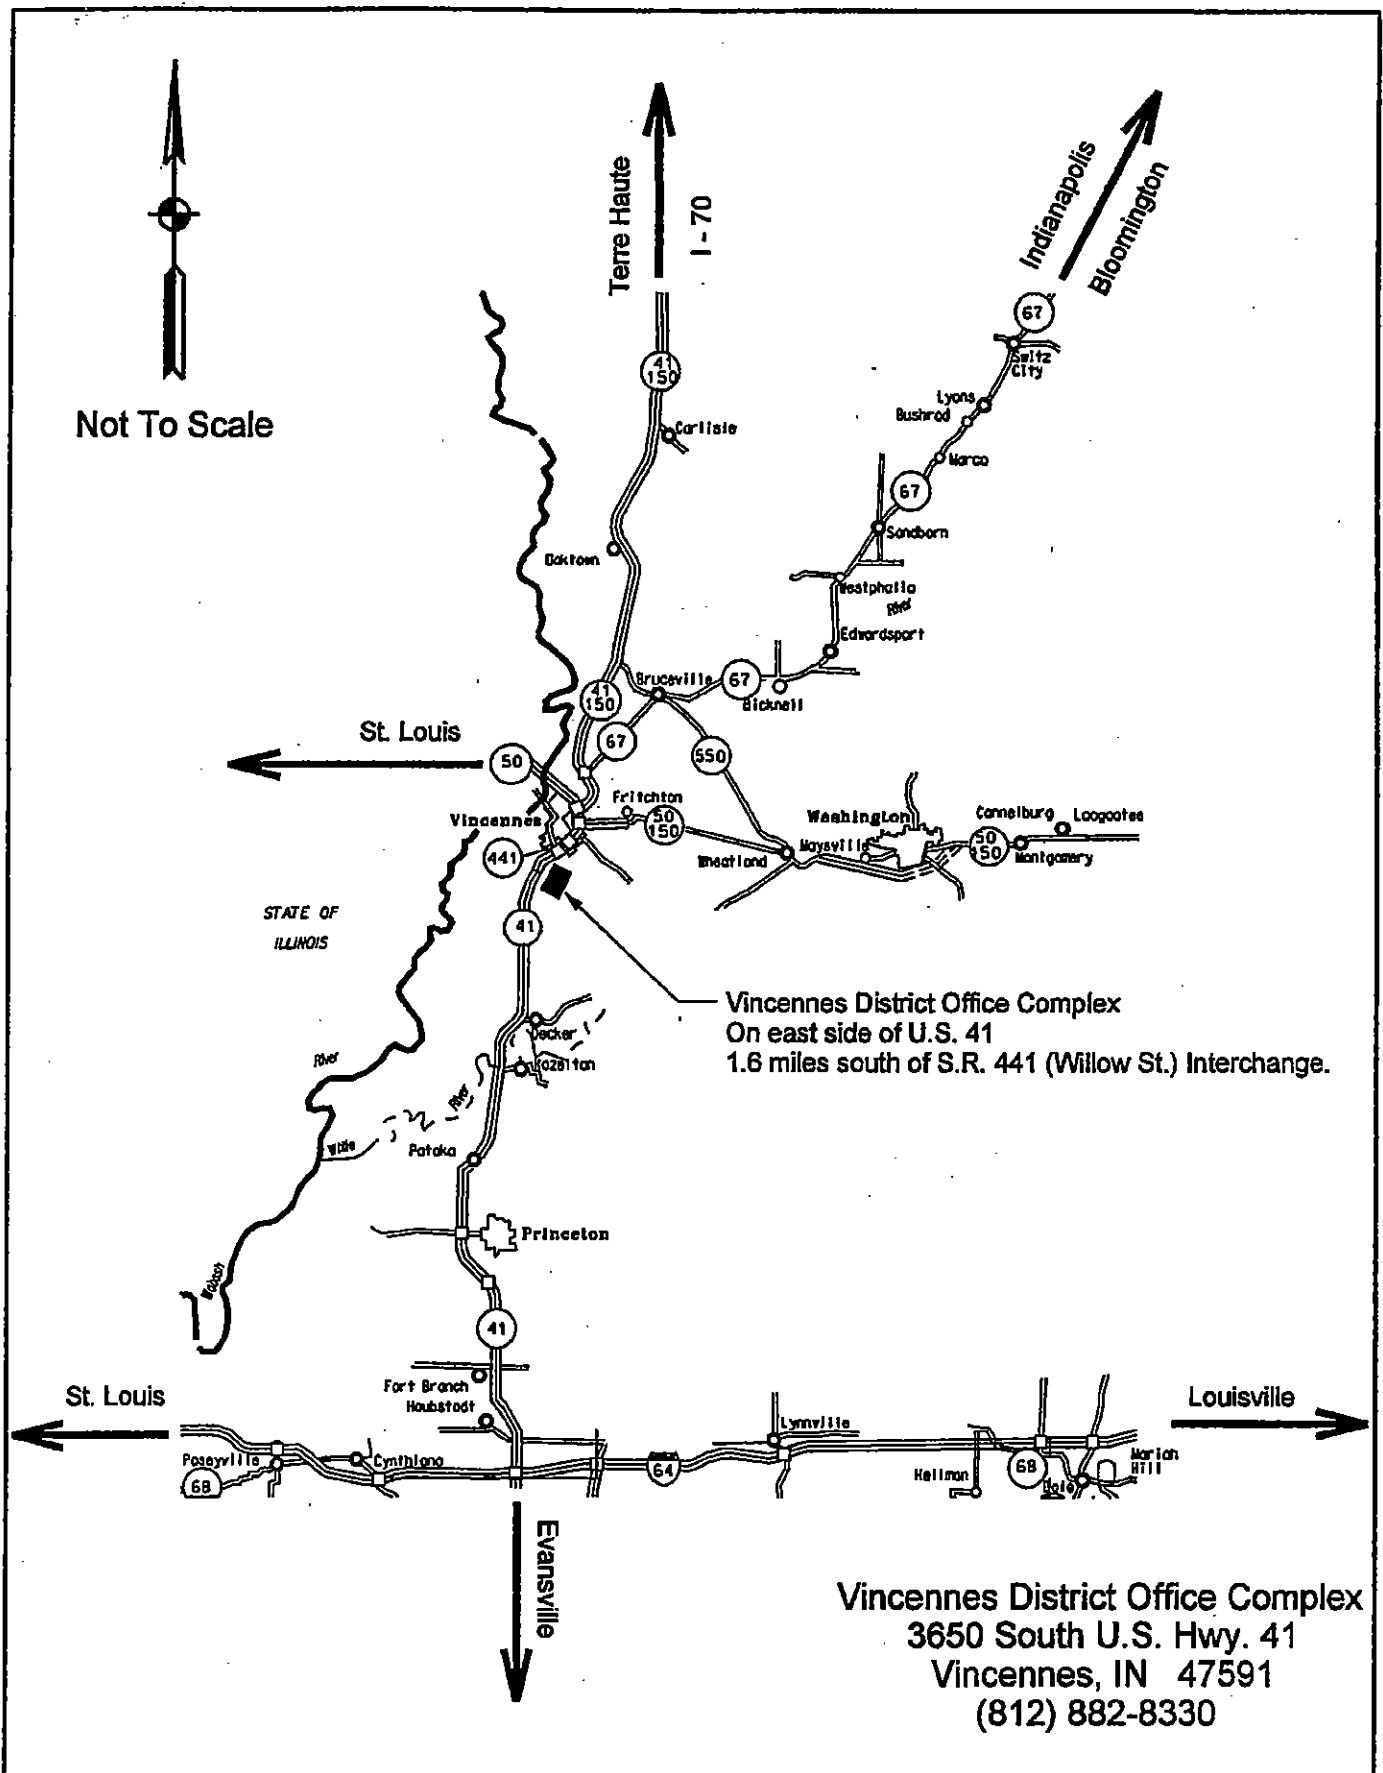 Terre Haute
I - 70
Indianapolis
Bloomington
67
Switz
City
41
150
Lyons
Bushrod
Not To Scale
Carlisle
Marco
67
Sandborn
Oaktown
Westphalia
River
Edwardsport
Bruceville
67
41
150
Bicknell
St. Louis
50
67
550
Fritchton
50
150
Vincennes
Washington
Cannelburg
Loogootee
441
Wheatland
Maysville
50
150
Montgomery
STATE OF
ILLINOIS
41
Vincennes District Office Complex
On east side of U.S. 41
1.6 miles south of S.R. 441 (Willow St.) Interchange.
Decker
River
River
White
Patoka
Princeton
Wabash
41
Fort Branch
Haubstadt
St. Louis
Louisville
Lynnville
Poseyville
Cynthiana
64
68
Mariah
Hill
68
Dale
Evansville
Vincennes District Office Complex
3650 South U.S. Hwy. 41
Vincennes, IN 47591
(812) 882-8330